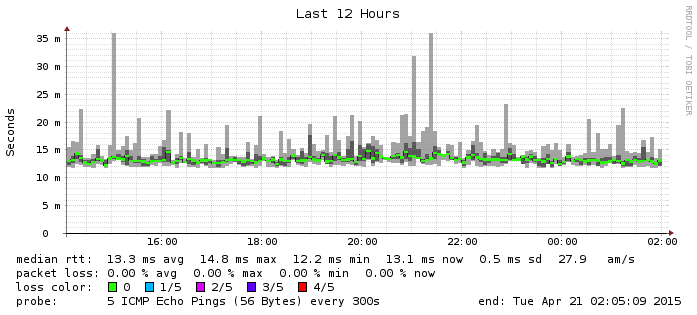 Last 12 Hours
RRDTOOL / TOBI OETIKER
Seconds
35 m
30 m
25 m
20 m
15 m
10 m
5 m
0
16:00 18:00 20:00 22:00 00:00 02:00
median rtt: 13.3 ms avg 14.8 ms max 12.2 ms min 13.1 ms now 0.5 ms sd 27.9 am/s
packet loss: 0.00 % avg 0.00 % max 0.00 % min 0.00 % now
loss color: 0 1/5 2/5 3/5 4/5
probe: 5 ICMP Echo Pings (56 Bytes) every 300s end: Tue Apr 21 02:05:09 2015